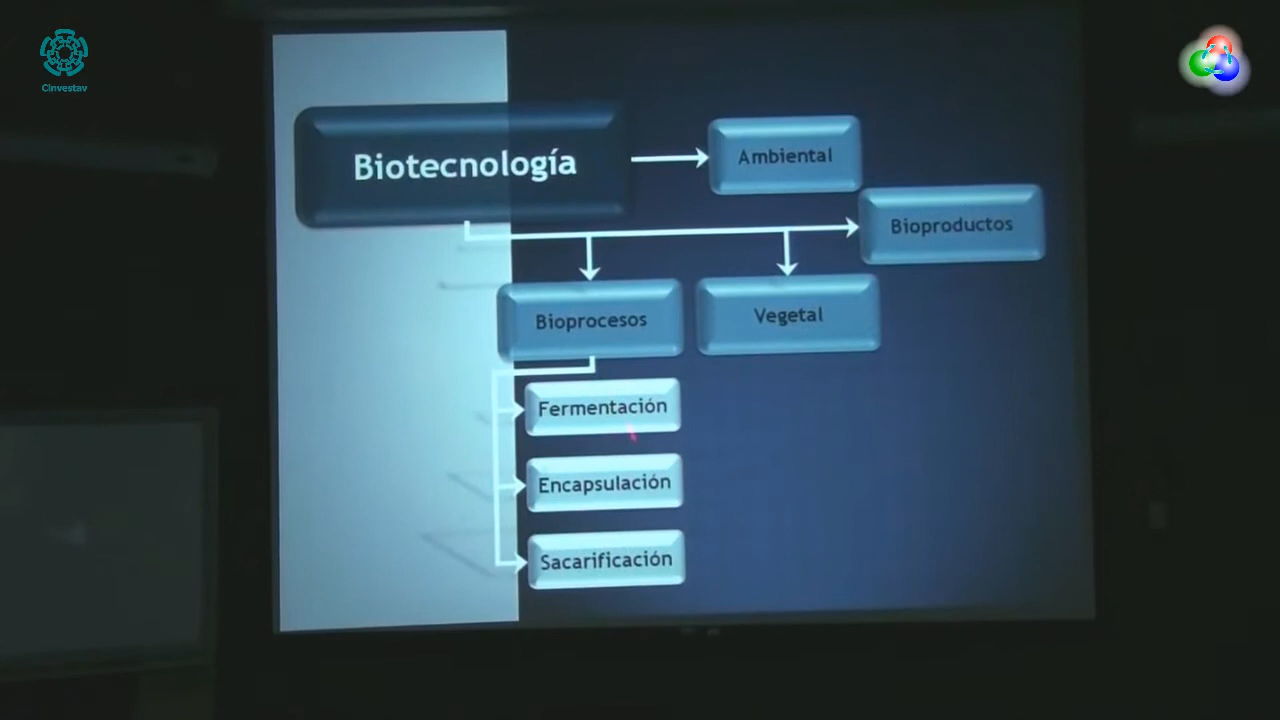 Cinvestav
Biotecnología
Ambiental
Bioproductos
Bioprocesos
Vegetal
Fermentación
Encapsulación
Sacarificación